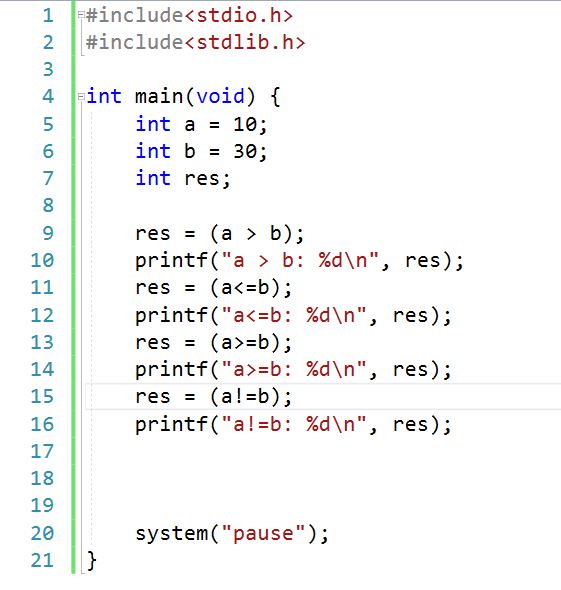 1 #include<stdio.h>
2 #include<stdlib.h>
3
4 int main(void) {
5     int a = 10;
6     int b = 30;
7     int res;
8
9     res = (a > b);
10     printf("a > b: %d\n", res);
11     res = (a<=b);
12     printf("a<=b: %d\n", res);
13     res = (a>=b);
14     printf("a>=b: %d\n", res);
15     res = (a!=b);
16     printf("a!=b: %d\n", res);
17
18
19
20     system("pause");
21 }